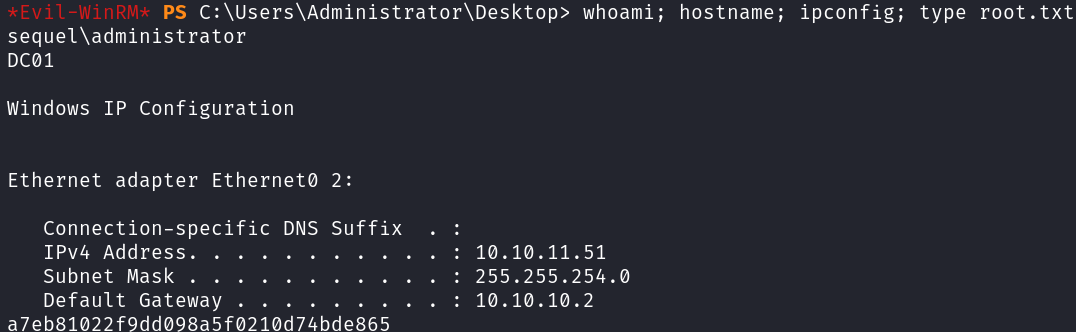 *Evil-WinRM* PS C:\Users\Administrator\Desktop> whoami; hostname; ipconfig; type root.txt
sequel\administrator
DC01
Windows IP Configuration
Ethernet adapter Ethernet0 2:
Connection-specific DNS Suffix  . :
IPv4 Address. . . . . . . . . . . : 10.10.11.51
Subnet Mask . . . . . . . . . . . : 255.255.254.0
Default Gateway . . . . . . . . . : 10.10.10.2
a7eb81022f9dd098a5f0210d74bde865